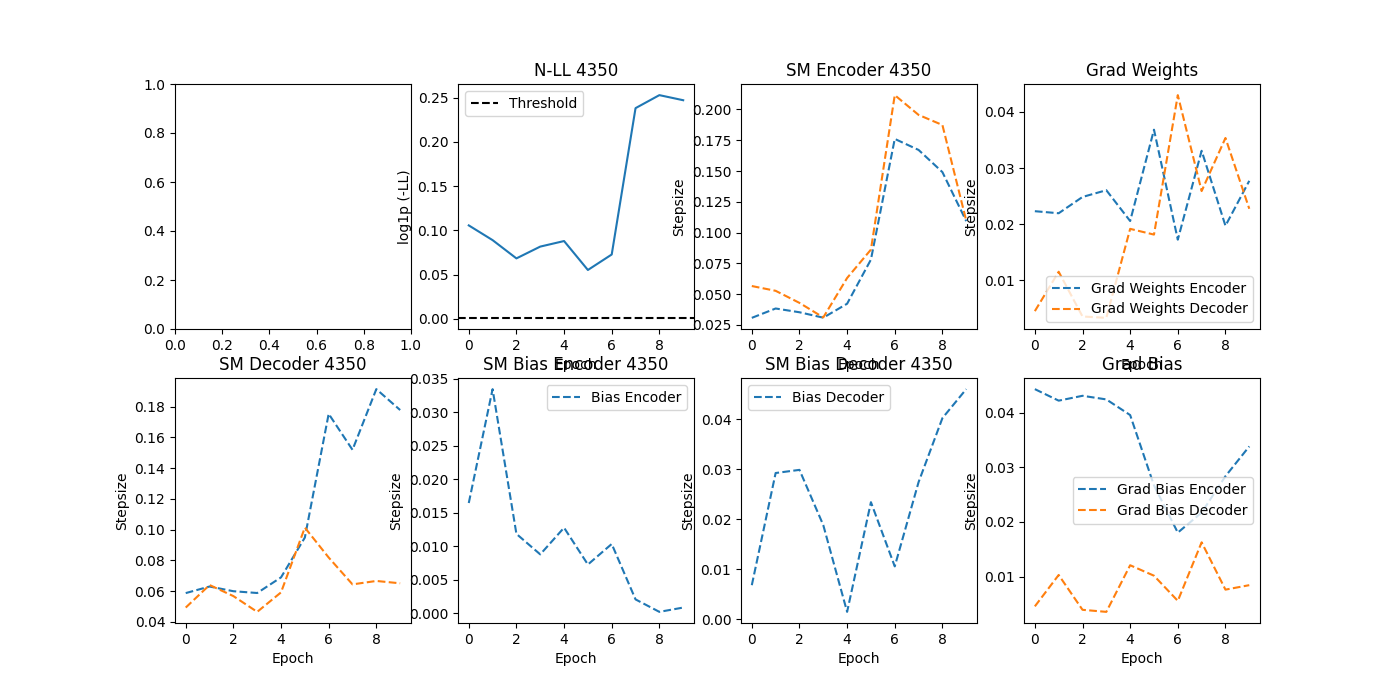 N-LL 4350
SM Encoder 4350
Grad Weights
1.0
0.8
0.6
0.4
0.2
0.0
0.0 0.2 0.4 0.6 0.8 1.0
log1p (-LL)
0.25
0.20
0.15
0.10
0.05
0.00
Threshold
0 2 4 6 8
Epoch
Stepsize
0.200
0.175
0.150
0.125
0.100
0.075
0.050
0.025
0 2 4 6 8
Epoch
Stepsize
0.04
0.03
0.02
0.01
Grad Weights Encoder
Grad Weights Decoder
0 2 4 6 8
Epoch
SM Decoder 4350
SM Bias Encoder 4350
SM Bias Decoder 4350
Grad Bias
Stepsize
0.18
0.16
0.14
0.12
0.10
0.08
0.06
0.04
0 2 4 6 8
Epoch
Stepsize
0.035
0.030
0.025
0.020
0.015
0.010
0.005
0.000
Bias Encoder
0 2 4 6 8
Epoch
Stepsize
0.04
0.03
0.02
0.01
0.00
Bias Decoder
0 2 4 6 8
Epoch
Stepsize
0.04
0.03
0.02
0.01
Grad Bias Encoder
Grad Bias Decoder
0 2 4 6 8
Epoch